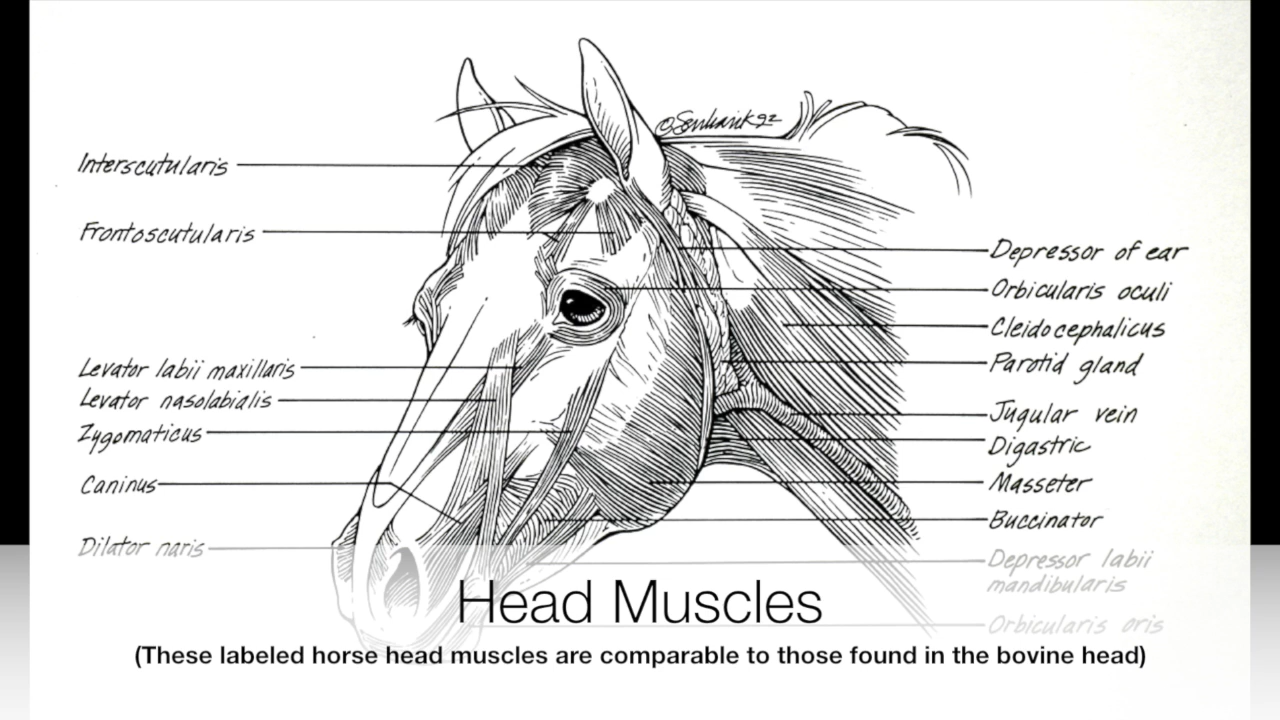 Interscutularis
Frontoscutularis
Levator labii maxillaris
Levator nasolabialis
Zygomaticus
Caninus
Dilator naris
Depressor of ear
Orbicularis oculi
Cleidocephalicus
Parotid gland
Jugular vein
Digastric
Masseter
Buccinator
Depressor labii
mandibularis
Orbicularis oris
Head Muscles
(These labeled horse head muscles are comparable to those found in the bovine head)